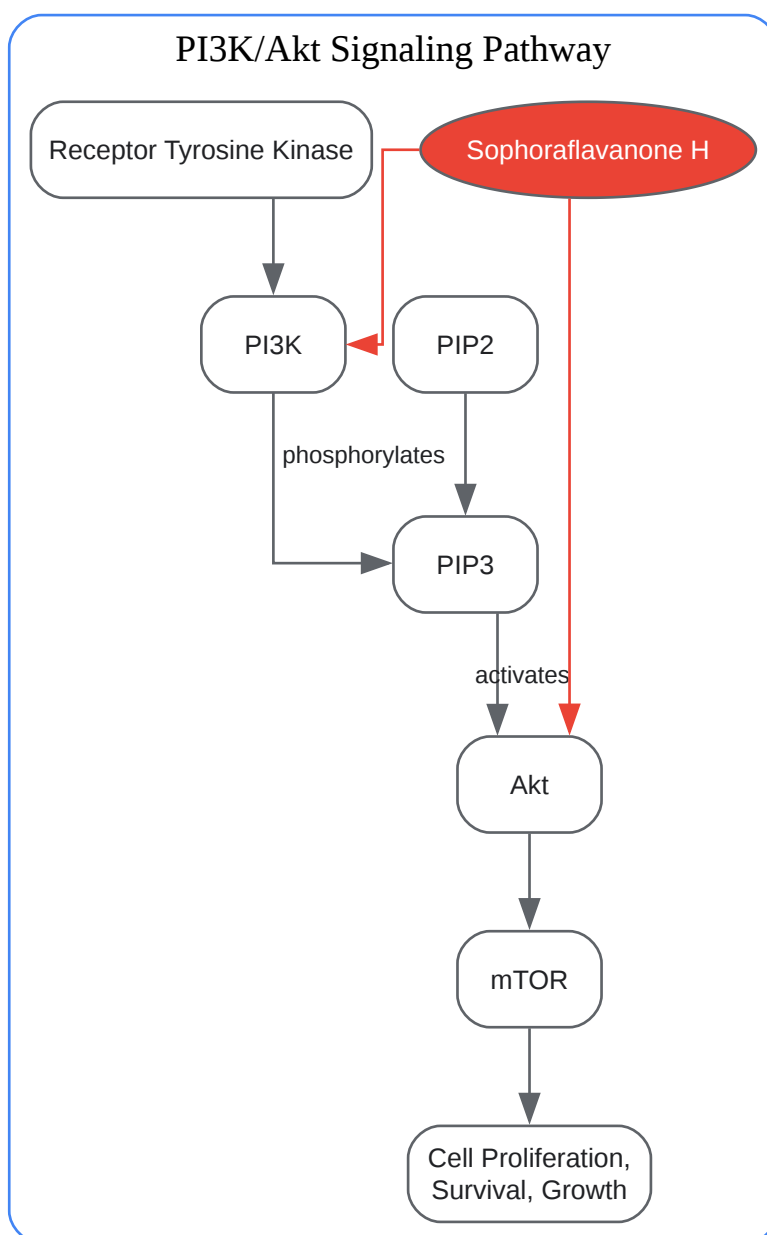 PI3K/Akt Signaling Pathway
Receptor Tyrosine Kinase
Sophoraflavanone H
PI3K
PIP2
phosphorylates
PIP3
activates
Akt
mTOR
Cell Proliferation,
Survival, Growth